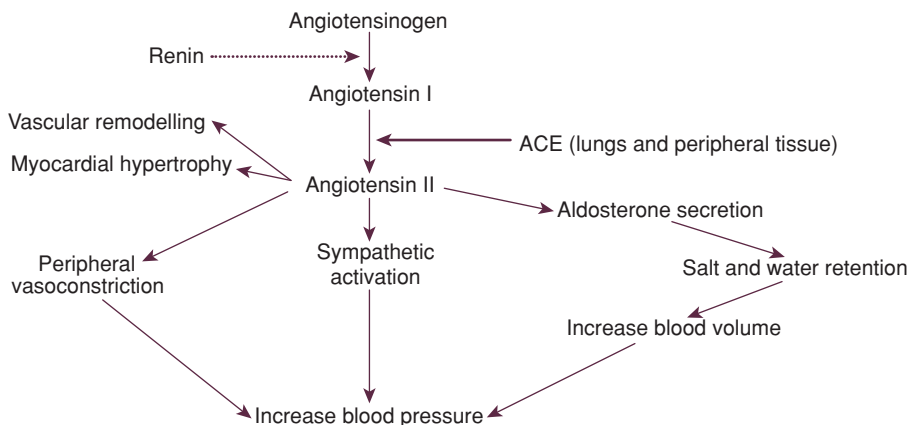 Angiotensinogen
Renin
Angiotensin I
Vascular remodelling
ACE (lungs and peripheral tissue)
Myocardial hypertrophy
Angiotensin II
Aldosterone secretion
Peripheral
vasoconstriction
Sympathetic
activation
Salt and water retention
Increase blood volume
Increase blood pressure